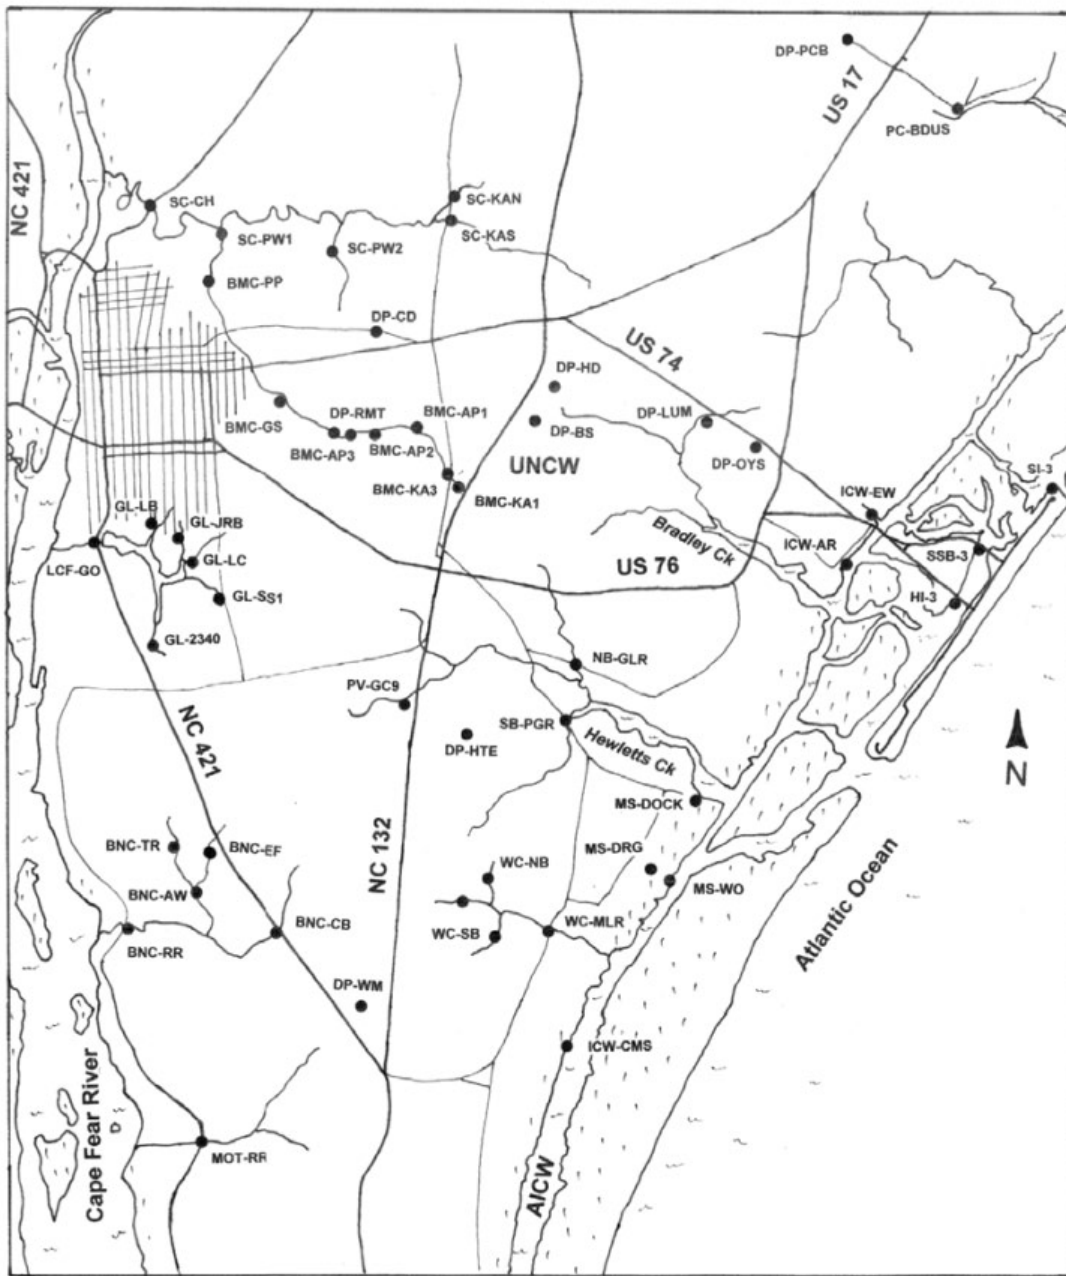 DP-PCB
US 17
PC-BDUS
NC 421
SC-CH
SC-KAN
SC-KAS
SC-PW1
SC-PW2
BMC-PP
DP-CD
US 74
DP-HD
DP-LUM
DP-RMT
BMC-AP1
BMC-GS
DP-BS
BMC-AP2
BMC-AP3
DP-OYS
UNCW
BMC-KA3
SI-3
BMC-KA1
ICW-EW
GL-LB
GL-JRB
Bradley Ck
ICW-AR
SSB-3
LCF-GO
GL-LC
US 76
GL-SS1
HI-3
GL-2340
NB-GLR
PV-GC9
SB-PGR
NC 421
DP-HTE
Hewletts Ck
N
MS-DOCK
NC 132
BNC-TR
BNC-EF
WC-NB
MS-DRG
MS-WO
BNC-AW
Atlantic Ocean
BNC-CB
WC-SB
WC-MLR
BNC-RR
DP-WM
ICW-CMS
Cape Fear River
MOT-RR
AICW